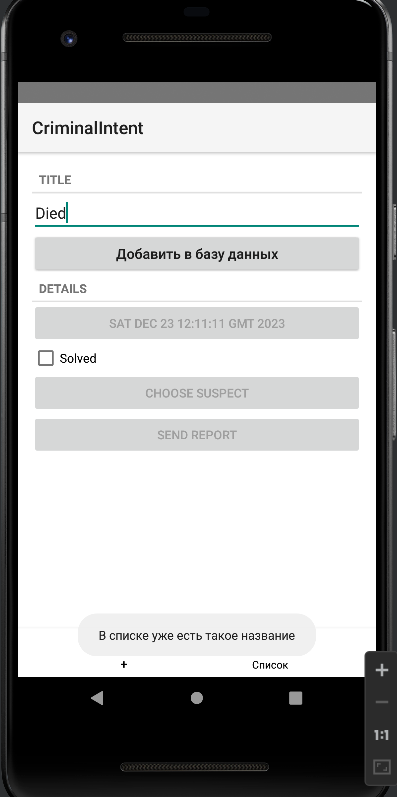 CriminalIntent
TITLE
Died
Добавить в базу данных
DETAILS
SAT DEC 23 12:11:11 GMT 2023
Solved
CHOOSE SUSPECT
SEND REPORT
В списке уже есть такое название
+ Список
1:1